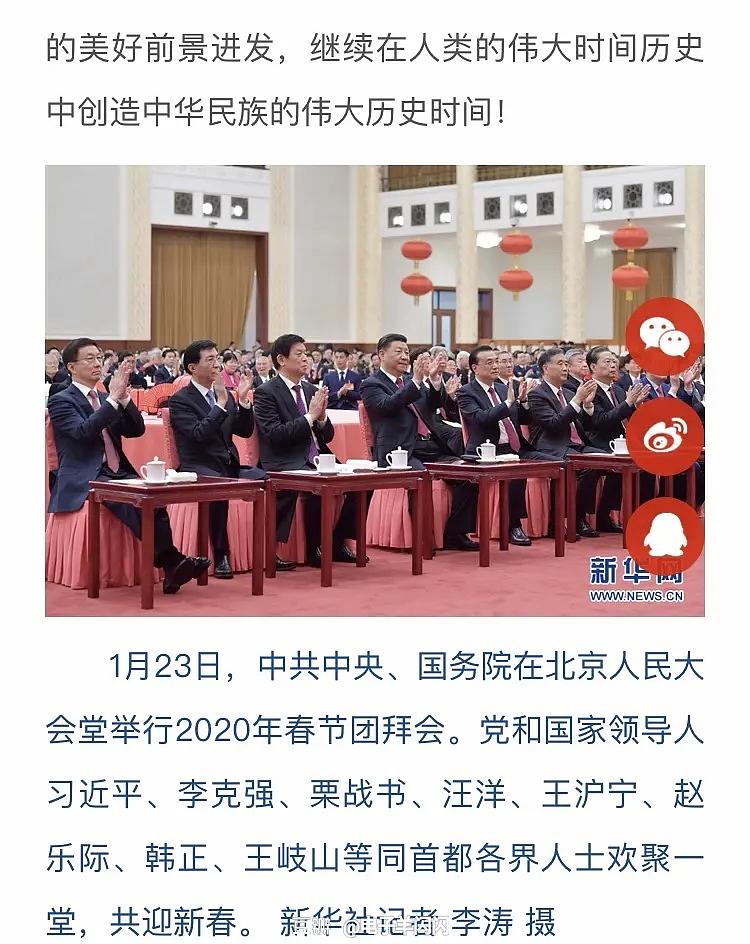 的美好前景进发，继续在人类的伟大时间历史
中创造中华民族的伟大历史时间！
新华网
WWW.NEWS.CN
1月23日，中共中央、国务院在北京人民大
会堂举行2020年春节团拜会。党和国家领导人
习近平、李克强、栗战书、汪洋、王沪宁、赵
乐际、韩正、王岐山等同首都各界人士欢聚一
堂，共迎新春。 新华社记者 李涛 摄